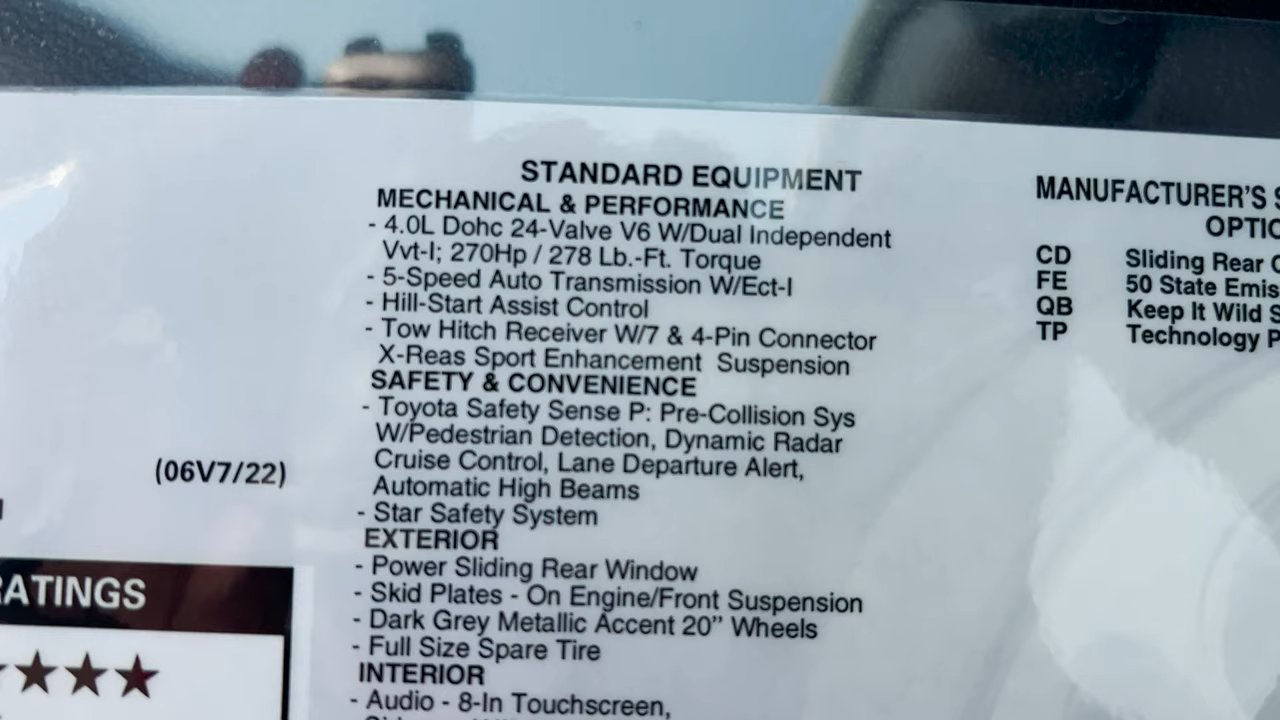 STANDARD EQUIPMENT
MECHANICAL & PERFORMANCE
- 4.0L Dohc 24-Valve V6 W/Dual Independent
Vvt-I; 270Hp / 278 Lb.-Ft. Torque
- 5-Speed Auto Transmission W/Ect-I
- Hill-Start Assist Control
- Tow Hitch Receiver W/7 & 4-Pin Connector
X-Reas Sport Enhancement Suspension
SAFETY & CONVENIENCE
- Toyota Safety Sense P: Pre-Collision Sys
W/Pedestrian Detection, Dynamic Radar
Cruise Control, Lane Departure Alert,
Automatic High Beams
- Star Safety System
EXTERIOR
- Power Sliding Rear Window
- Skid Plates - On Engine/Front Suspension
- Dark Grey Metallic Accent 20” Wheels
- Full Size Spare Tire
INTERIOR
- Audio - 8-In Touchscreen,
MANUFACTURER'S
CD Sliding Rear
FE 50 State
QB Keep It Wild
TP Technology
(06V7/22)
RATINGS